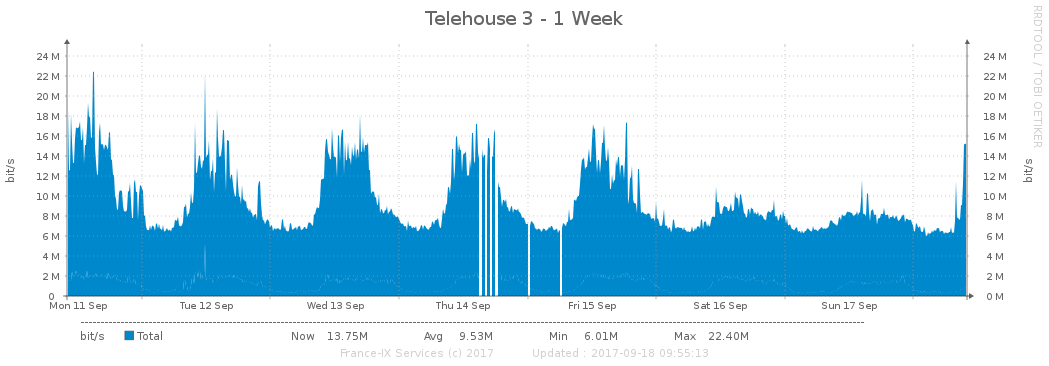 Telehouse 3 - 1 Week
RRDTOOL / TOBI OETIKER
bit/s
24 M 24 M
22 M 22 M
20 M 20 M
18 M 18 M
16 M 16 M
14 M 14 M
12 M 12 M
10 M 10 M
8 M 8 M
6 M 6 M
4 M 4 M
2 M 2 M
0 0 M
bit/s
Mon 11 Sep Tue 12 Sep Wed 13 Sep Thu 14 Sep Fri 15 Sep Sat 16 Sep Sun 17 Sep
bit/s Total Now 13.75M Avg 9.53M Min 6.01M Max 22.40M
France-IX Services (c) 2017 Updated : 2017-09-18 09:55:13